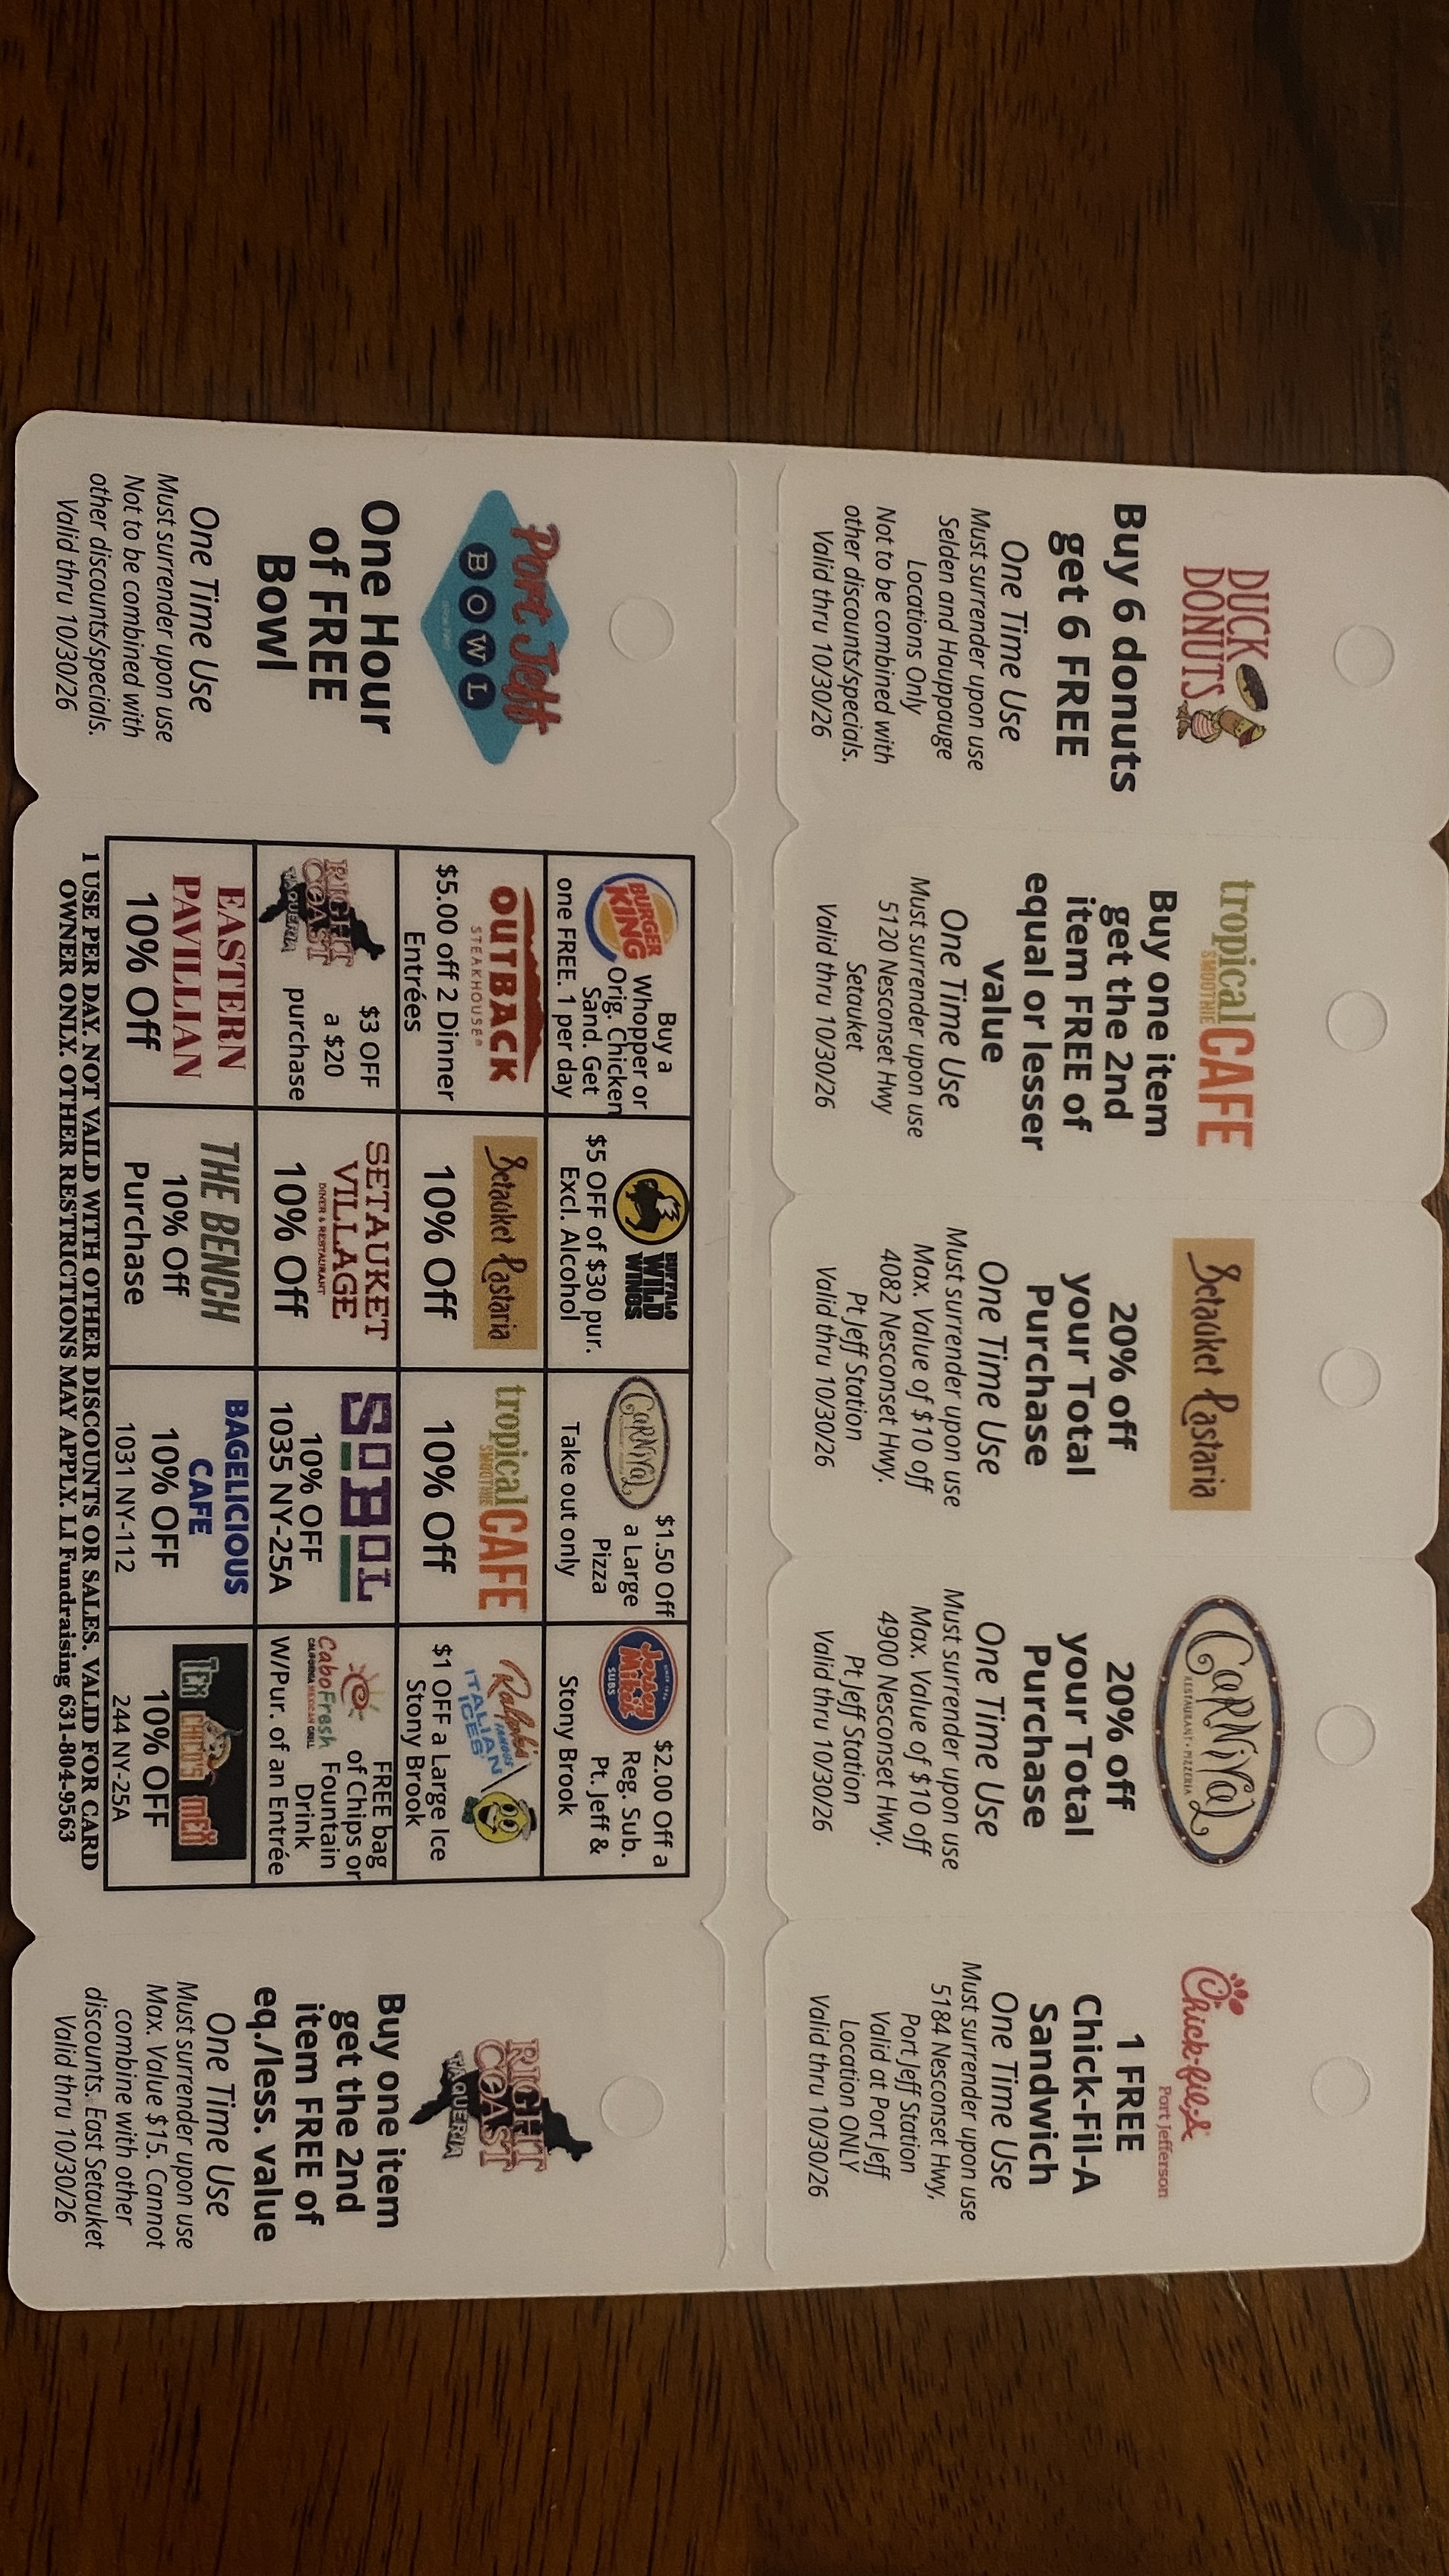 DUCK
DONUTS
Buy 6 donuts
get 6 FREE
One Time Use
Must surrender upon use
Selden and Hauppauge
Locations Only
Not to be combined with
other discounts/specials.
Valid thru 10/30/26
tropical CAFE
SMOOTHIE
Buy one item
get the 2nd
item FREE of
equal or lesser
value
One Time Use
Must surrender upon use
5120 Nesconset Hwy
Setauket
Valid thru 10/30/26
Setauket Pastaria
20% off
your Total
Purchase
One Time Use
Must surrender upon use
Max. Value of $10 off
4082 Nesconset Hwy.
Pt Jeff Station
Valid thru 10/30/26
CARNIVAL
RESTAURANT • PIZZERIA
20% off
your Total
Purchase
One Time Use
Must surrender upon use
Max. Value of $10 off
4900 Nesconset Hwy.
Pt Jeff Station
Valid thru 10/30/26
Chick-fil-A
Port Jefferson
1 FREE
Chick-Fil-A
Sandwich
One Time Use
Must surrender upon use
5184 Nesconset Hwy,
Port Jeff Station
Valid at Port Jeff
Location ONLY
Valid thru 10/30/26
Port Jeff
BOWL
One Hour
of FREE
Bowl
One Time Use
Must surrender upon use
Not to be combined with
other discounts/specials.
Valid thru 10/30/26
BURGER
KING
Buy a
Whopper or
Orig. Chicken
Sand. Get
one FREE. 1 per day
BUFFALO
WILD
WINGS
$5 OFF of $30 pur.
Excl. Alcohol
CARNIVAL
$1.50 Off
a Large
Pizza
Take out only
Jersey
Mike's
SUBS
$2.00 Off a
Reg. Sub.
Pt. Jeff &
Stony Brook
OUTBACK
STEAKHOUSE®
$5.00 off 2 Dinner
Entrées
Setauket Pastaria
10% Off
tropical CAFE
SMOOTHIE
10% Off
Ralph's
FAMOUS
ITALIAN
ICES
$1 OFF a Large Ice
Stony Brook
RIGHT
COAST
TAQUERIA
$3 OFF
a $20
purchase
SETAUKET
VILLAGE
DINER & RESTAURANT
10% Off
SOBOL
10% OFF
1035 NY-25A
CaboFresh
CALIFORNIA MEXICAN GRILL
FREE bag
of Chips or
Fountain
Drink
W/Pur. of an Entrée
EASTERN
PAVILLIAN
10% Off
THE BENCH
10% Off
Purchase
BAGELICIOUS
CAFE
10% OFF
1031 NY-112
TEX CHICO'S MEX
10% OFF
244 NY-25A
1 USE PER DAY. NOT VAILD WITH OTHER DISCOUNTS OR SALES. VALID FOR CARD
OWNER ONLY. OTHER RESTRICTIONS MAY APPLY. LI Fundraising 631-804-9563
RIGHT
COAST
TAQUERIA
Buy one item
get the 2nd
item FREE of
eq./less. value
One Time Use
Must surrender upon use
Max. Value $15. Cannot
combine with other
discounts. East Setauket
Valid thru 10/30/26